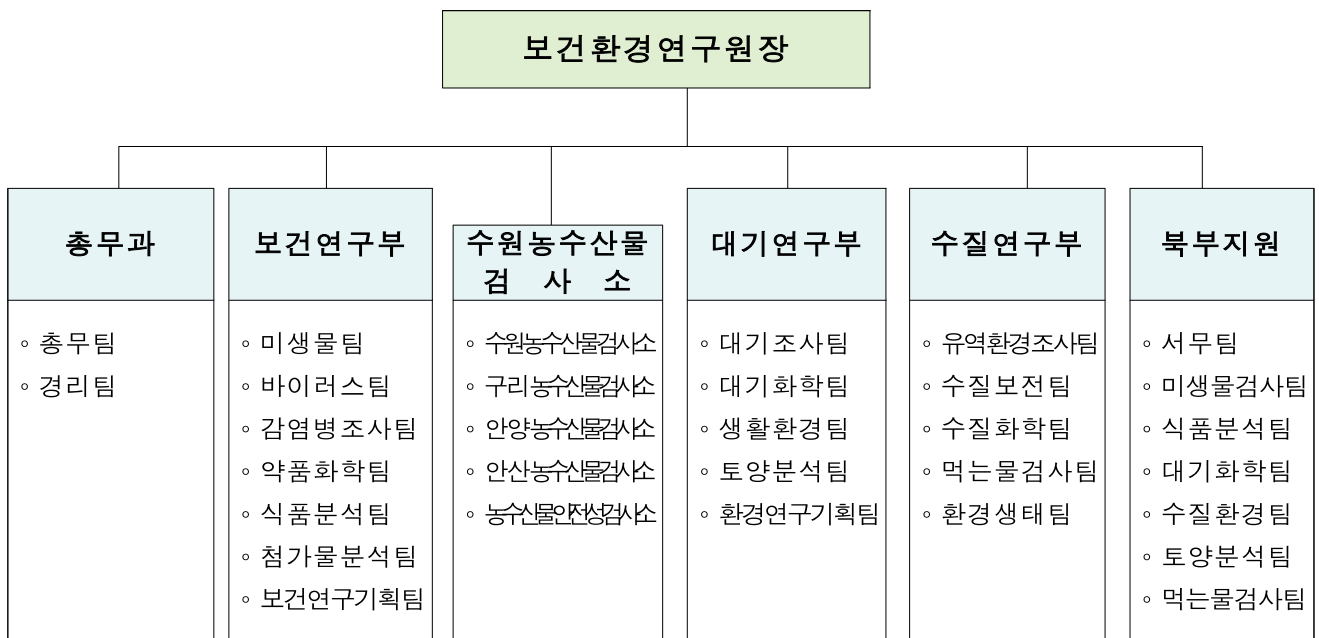 보건환경연구원장
총무과
◦ 총무팀
◦ 경리팀
보건연구부
◦ 미생물팀
◦ 바이러스팀
◦ 감염병조사팀
◦ 약품화학팀
◦ 식품분석팀
◦ 첨가물분석팀
◦ 보건연구기획팀
수원농수산물
검 사 소
◦ 수원농수산물검사소
◦ 구리농수산물검사소
◦ 안양농수산물검사소
◦ 안산농수산물검사소
◦ 농수산물안전성검사소
대기연구부
◦ 대기조사팀
◦ 대기화학팀
◦ 생활환경팀
◦ 토양분석팀
◦ 환경연구기획팀
수질연구부
◦ 유역환경조사팀
◦ 수질보전팀
◦ 수질화학팀
◦ 먹는물검사팀
◦ 환경생태팀
북부지원
◦ 서무팀
◦ 미생물검사팀
◦ 식품분석팀
◦ 대기화학팀
◦ 수질환경팀
◦ 토양분석팀
◦ 먹는물검사팀